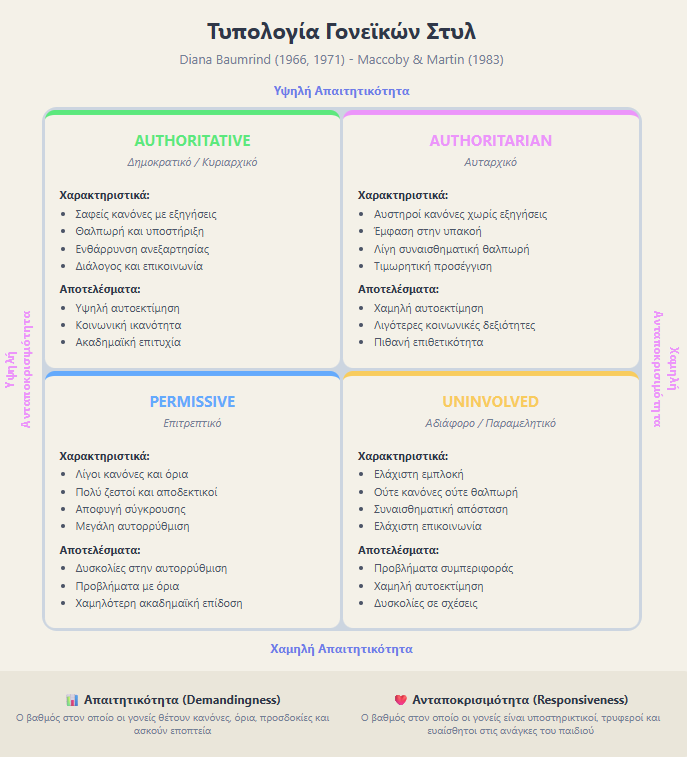 Τυπολογία Γονεϊκών Στυλ
Diana Baumrind (1966, 1971) - Maccoby & Martin (1983)
Υψηλή Απαιτητικότητα
Υψηλή
Ανταποκρισιμότητα
AUTHORITATIVE
Δημοκρατικό / Κυριαρχικό
Χαρακτηριστικά:
• Σαφείς κανόνες με εξηγήσεις
• Θαλπωρή και υποστήριξη
• Ενθάρρυνση ανεξαρτησίας
• Διάλογος και επικοινωνία
Αποτελέσματα:
• Υψηλή αυτοεκτίμηση
• Κοινωνική ικανότητα
• Ακαδημαϊκή επιτυχία
AUTHORITARIAN
Αυταρχικό
Χαρακτηριστικά:
• Αυστηροί κανόνες χωρίς εξηγήσεις
• Έμφαση στην υπακοή
• Λίγη συναισθηματική θαλπωρή
• Τιμωρητική προσέγγιση
Αποτελέσματα:
• Χαμηλή αυτοεκτίμηση
• Λιγότερες κοινωνικές δεξιότητες
• Πιθανή επιθετικότητα
Χαμηλή
Ανταποκρισιμότητα
PERMISSIVE
Επιτρεπτικό
Χαρακτηριστικά:
• Λίγοι κανόνες και όρια
• Πολύ ζεστοί και αποδεκτικοί
• Αποφυγή σύγκρουσης
• Μεγάλη αυτορρύθμιση
Αποτελέσματα:
• Δυσκολίες στην αυτορρύθμιση
• Προβλήματα με όρια
• Χαμηλότερη ακαδημαϊκή επίδοση
UNINVOLVED
Αδιάφορο / Παραμελητικό
Χαρακτηριστικά:
• Ελάχιστη εμπλοκή
• Ούτε κανόνες ούτε θαλπωρή
• Συναισθηματική απόσταση
• Ελάχιστη επικοινωνία
Αποτελέσματα:
• Προβλήματα συμπεριφοράς
• Χαμηλή αυτοεκτίμηση
• Δυσκολίες σε σχέσεις
Χαμηλή Απαιτητικότητα
📊 Απαιτητικότητα (Demandingness)
Ο βαθμός στον οποίο οι γονείς θέτουν κανόνες, όρια, προσδοκίες και
ασκούν εποπτεία
❤️ Ανταποκρισιμότητα (Responsiveness)
Ο βαθμός στον οποίο οι γονείς είναι υποστηρικτικοί, τρυφεροί και
ευαίσθητοι στις ανάγκες του παιδιού